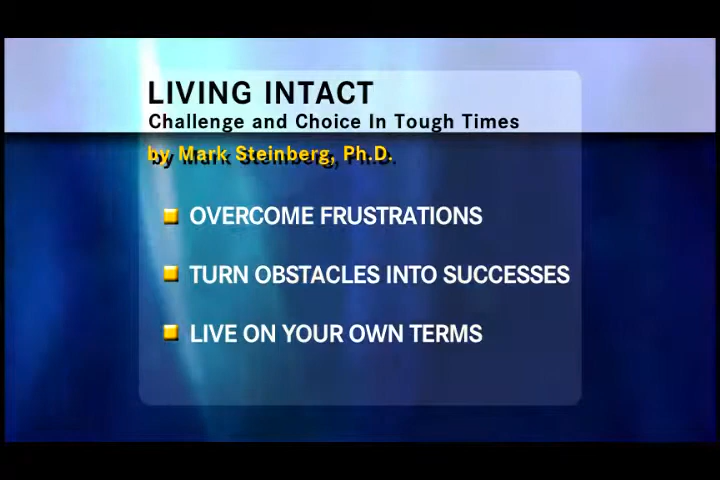 LIVING INTACT
Challenge and Choice In Tough Times
by Mark Steinberg, Ph.D.
OVERCOME FRUSTRATIONS
TURN OBSTACLES INTO SUCCESSES
LIVE ON YOUR OWN TERMS